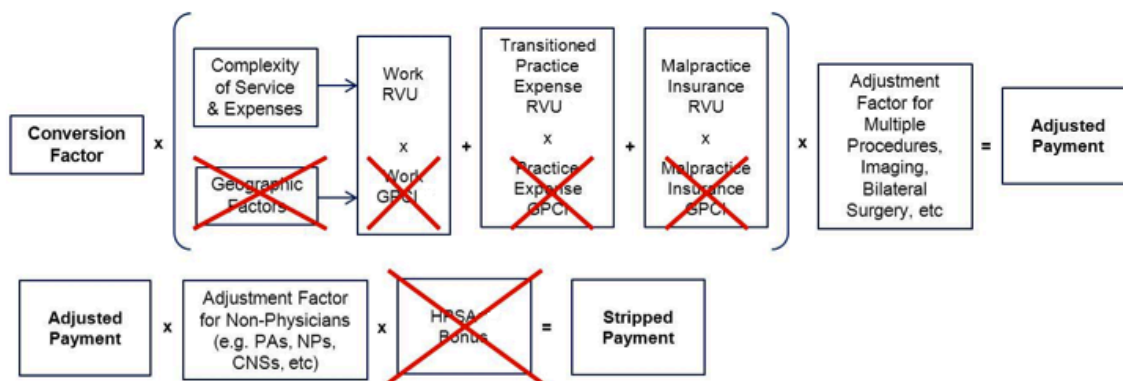 Conversion
Factor
x
Complexity
of Service
& Expenses
Geographic
Factors
Work
RVU
x
Work
GPCI
+
Transitioned
Practice
Expense
RVU
x
Practice
Expense
GPCI
+
Malpractice
Insurance
RVU
x
Malpractice
Insurance
GPCI
x
Adjustment
Factor for
Multiple
Procedures,
Imaging,
Bilateral
Surgery, etc
=
Adjusted
Payment
Adjusted
Payment
x
Adjustment Factor
for Non-Physicians
(e.g. PAs, NPs,
CNSs, etc)
x
HPSA
Bonus
=
Stripped
Payment